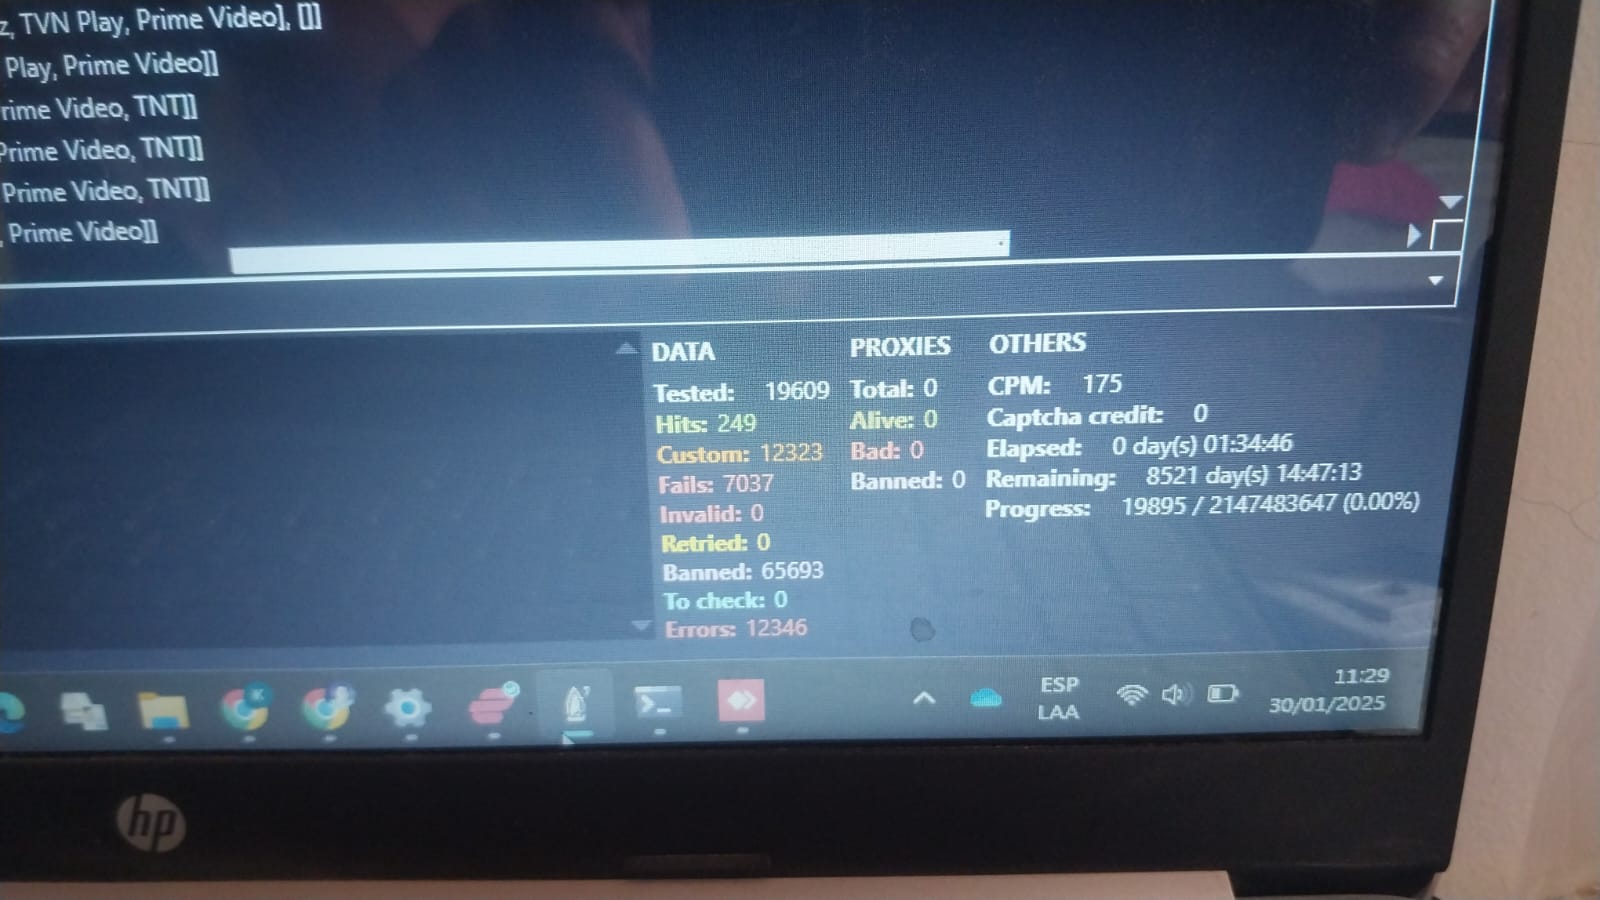 z, TVN Play, Prime Video], []]
Play, Prime Video]]
rime Video, TNT]]
Prime Video, TNT]]
Prime Video, TNT]]
, Prime Video]]
DATA
Tested: 19609
Hits: 249
Custom: 12323
Fails: 7037
Invalid: 0
Retried: 0
Banned: 65693
To check: 0
Errors: 12346
PROXIES
Total: 0
Alive: 0
Bad: 0
Banned: 0
OTHERS
CPM: 175
Captcha credit: 0
Elapsed: 0 day(s) 01:34:46
Remaining: 8521 day(s) 14:47:13
Progress: 19895 / 2147483647 (0.00%)
K
ESP
LAA
11:29
30/01/2025
hp